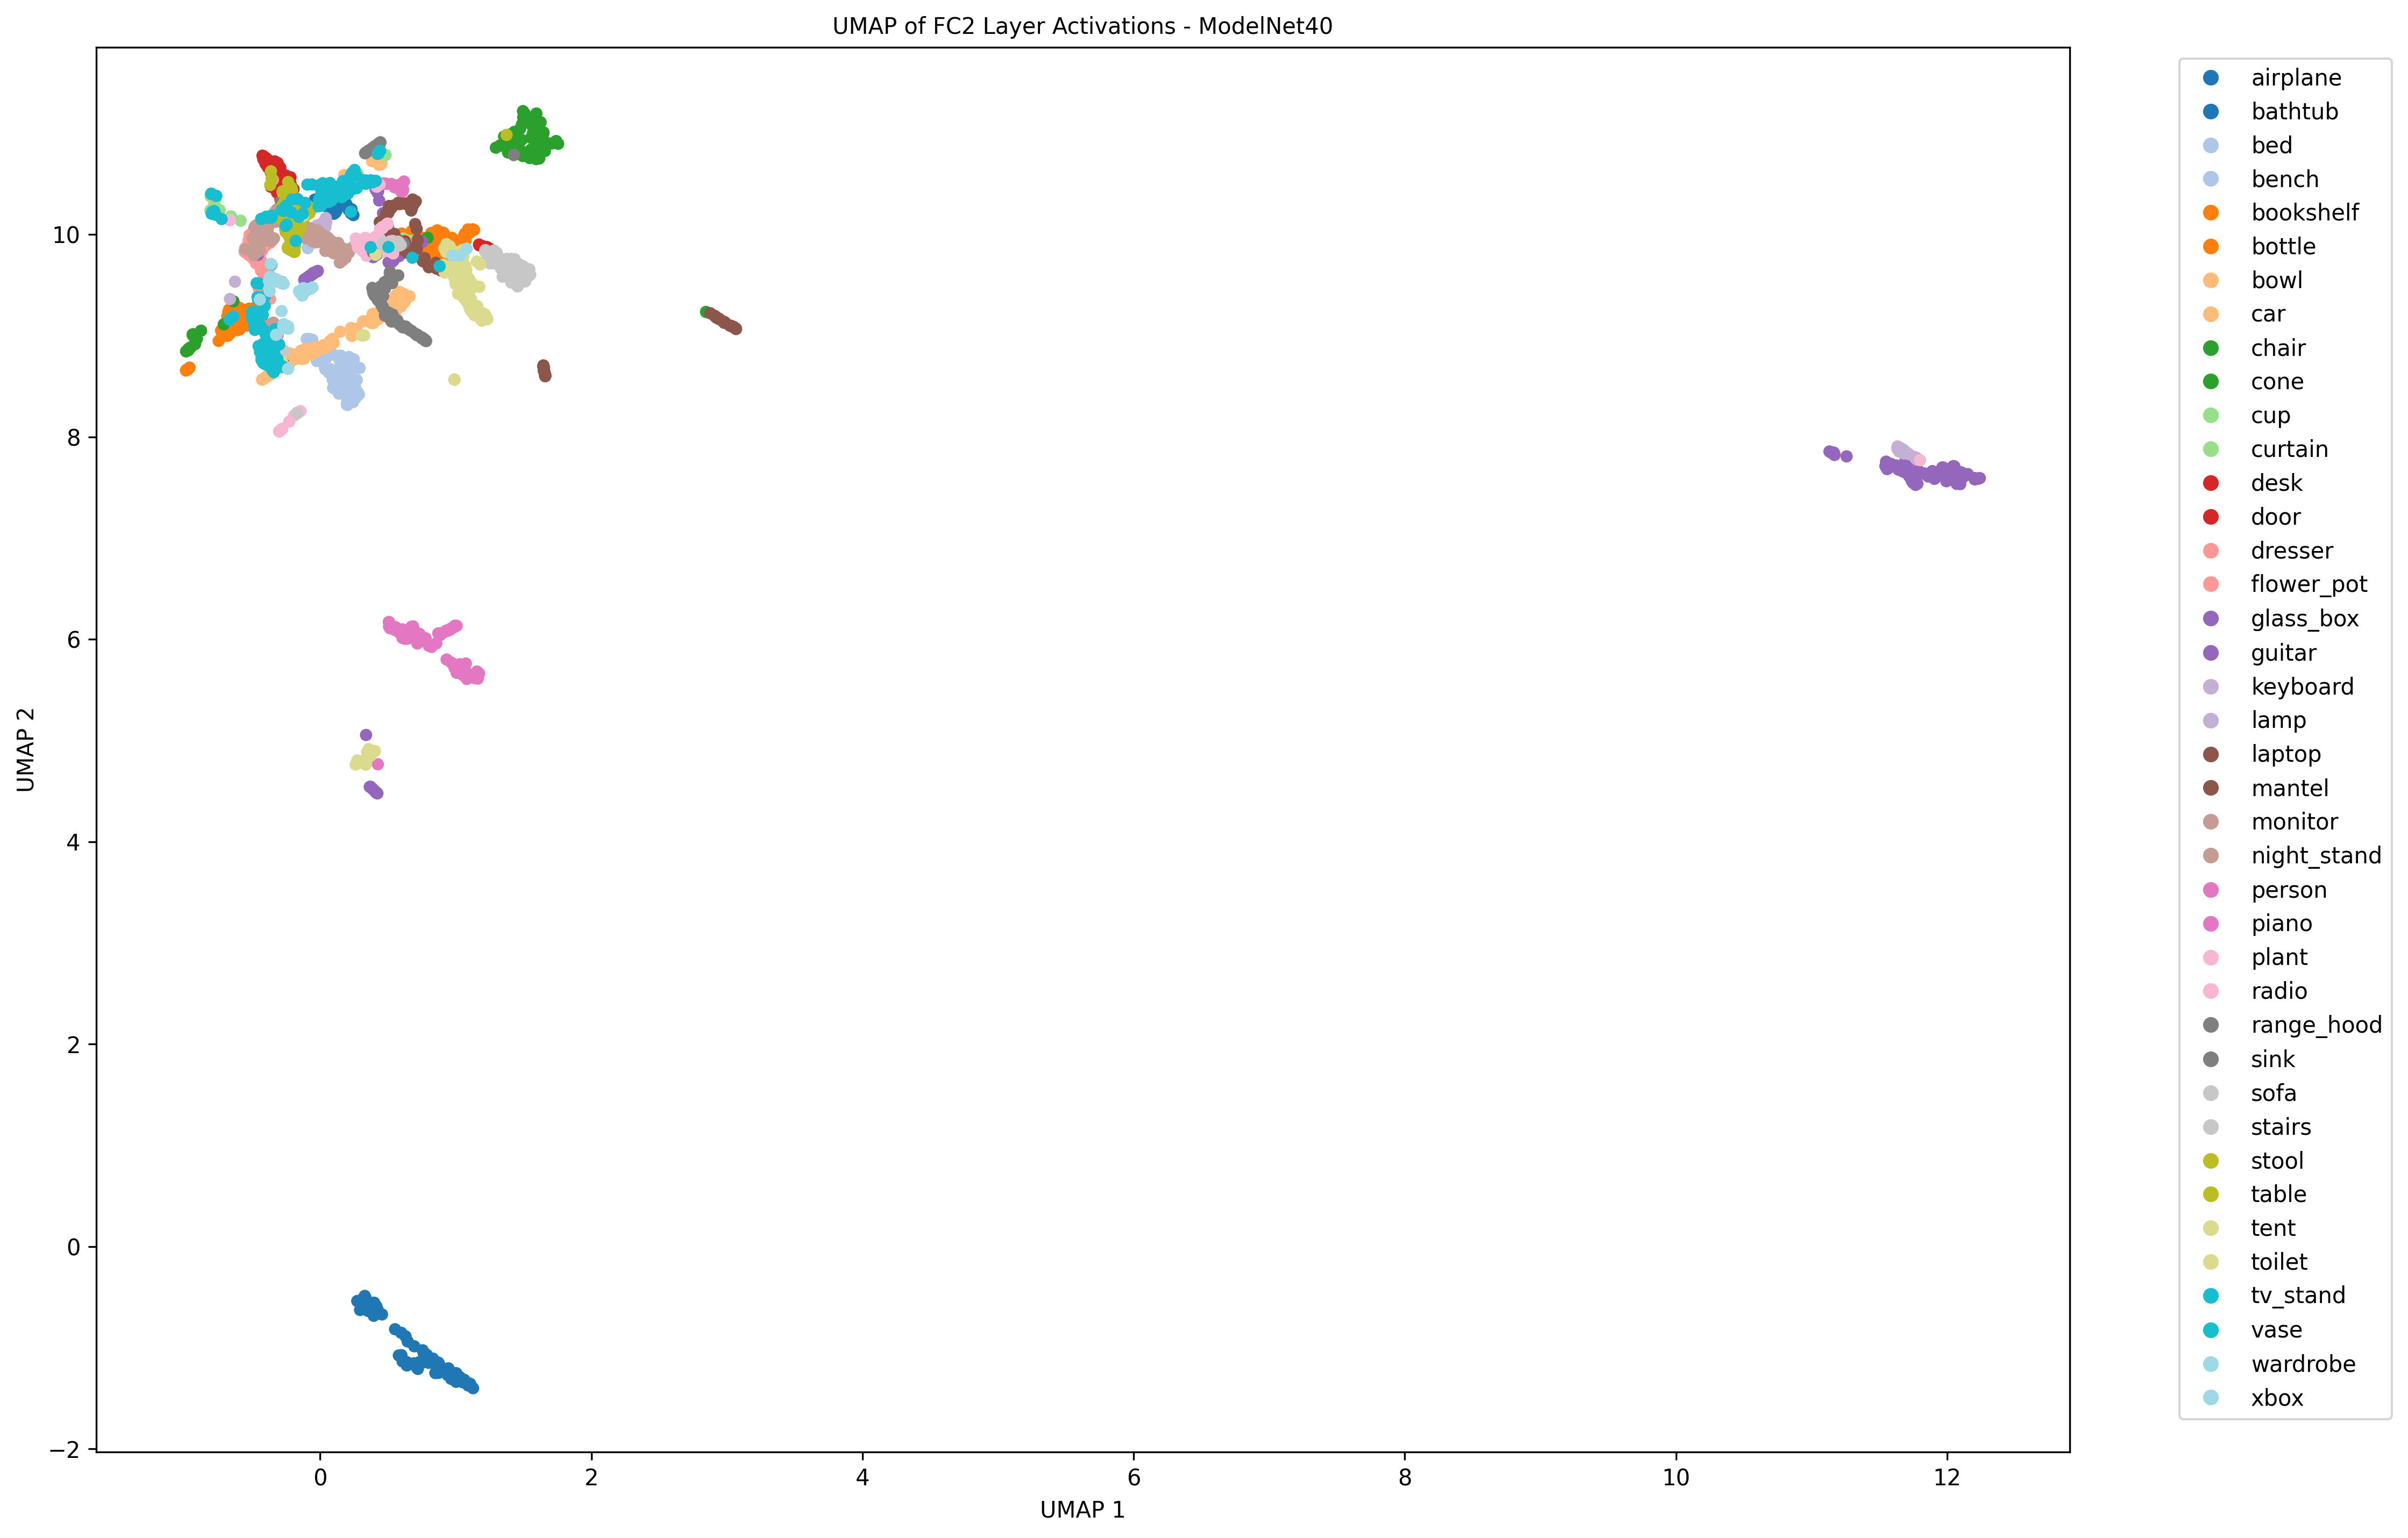 UMAP of FC2 Layer Activations - ModelNet40
airplane
bathtub
bed
bench
bookshelf
bottle
bowl
car
chair
cone
cup
curtain
desk
door
dresser
flower_pot
glass_box
guitar
keyboard
lamp
laptop
mantel
monitor
night_stand
person
piano
plant
radio
range_hood
sink
sofa
stairs
stool
table
tent
toilet
tv_stand
vase
wardrobe
xbox
UMAP 2
10
8
6
4
2
0
−2
0 2 4 6 8 10 12
UMAP 1